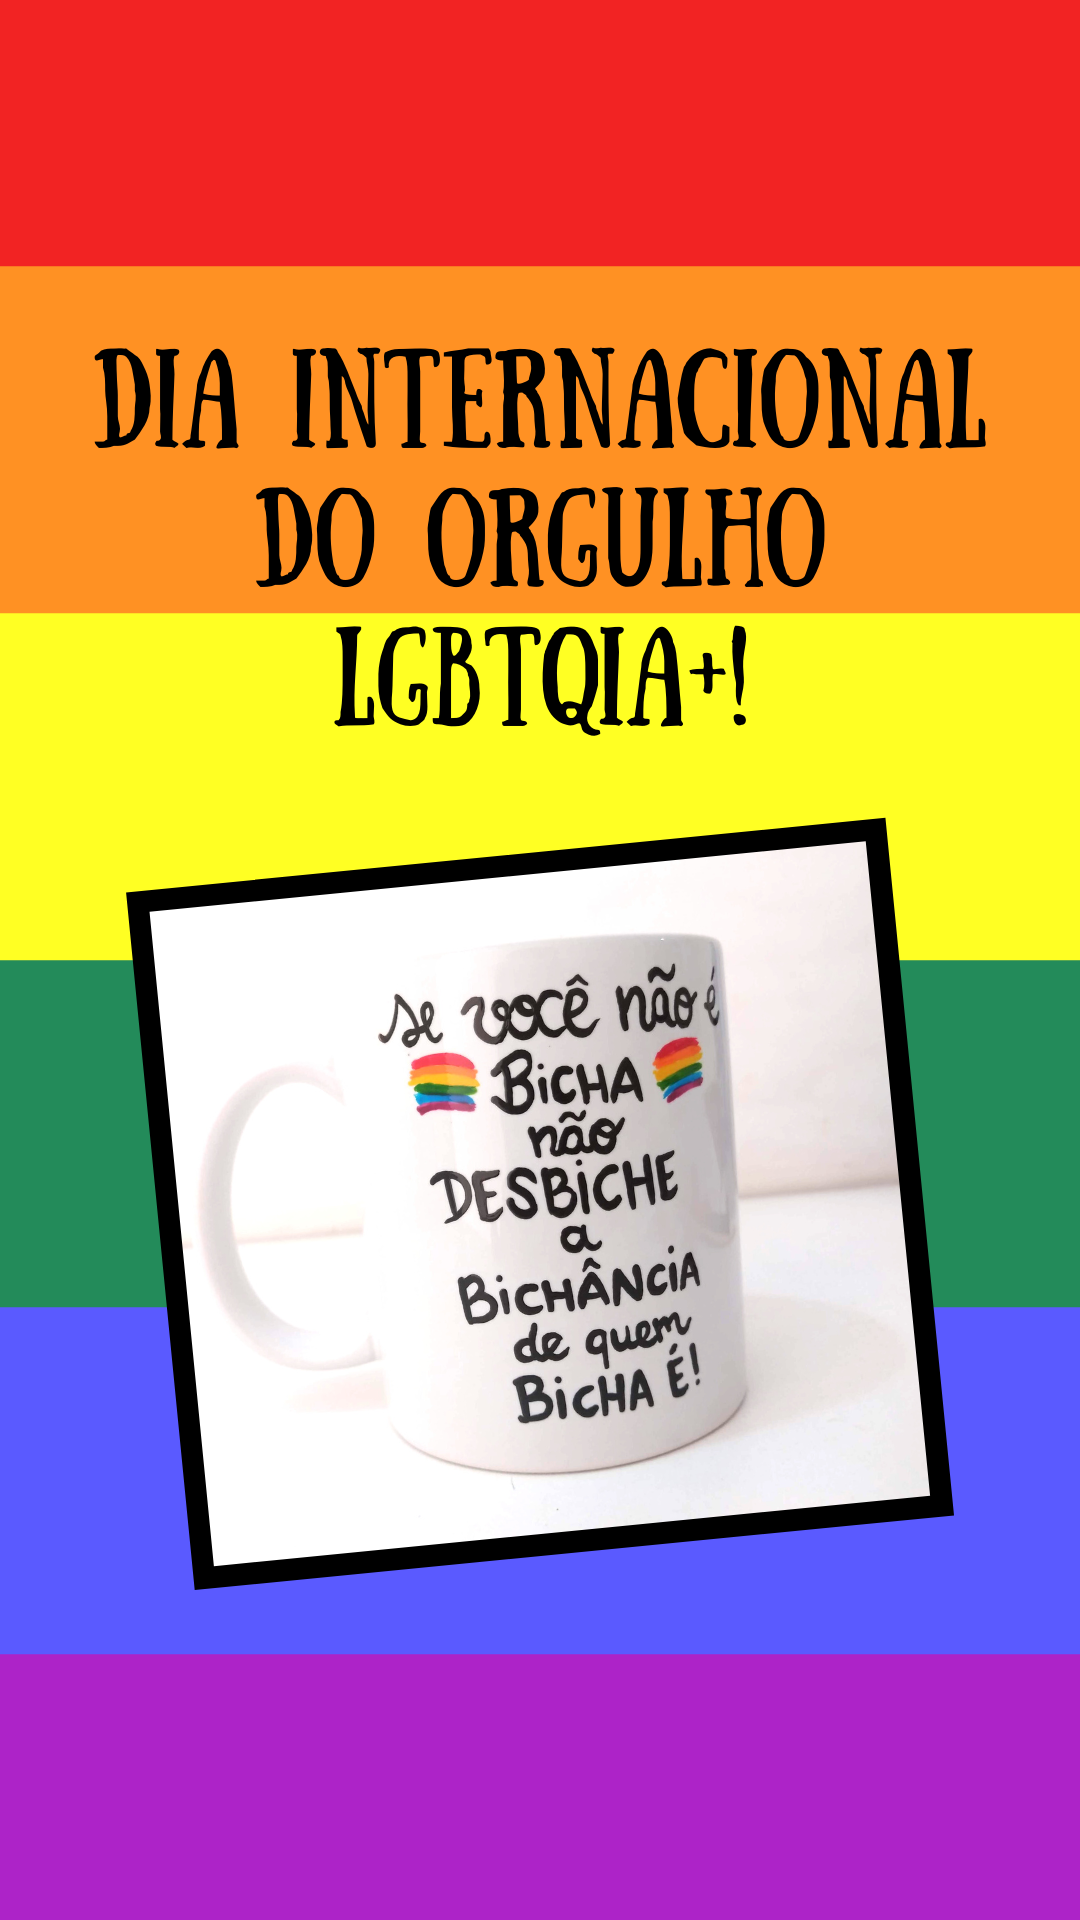 DIA INTERNACIONAL
DO ORGULHO
LGBTQIA+!
se você não é
BiCHA
não
DESBiCHE
a
BiCHÂNCiA
de quem
BiCHA É!